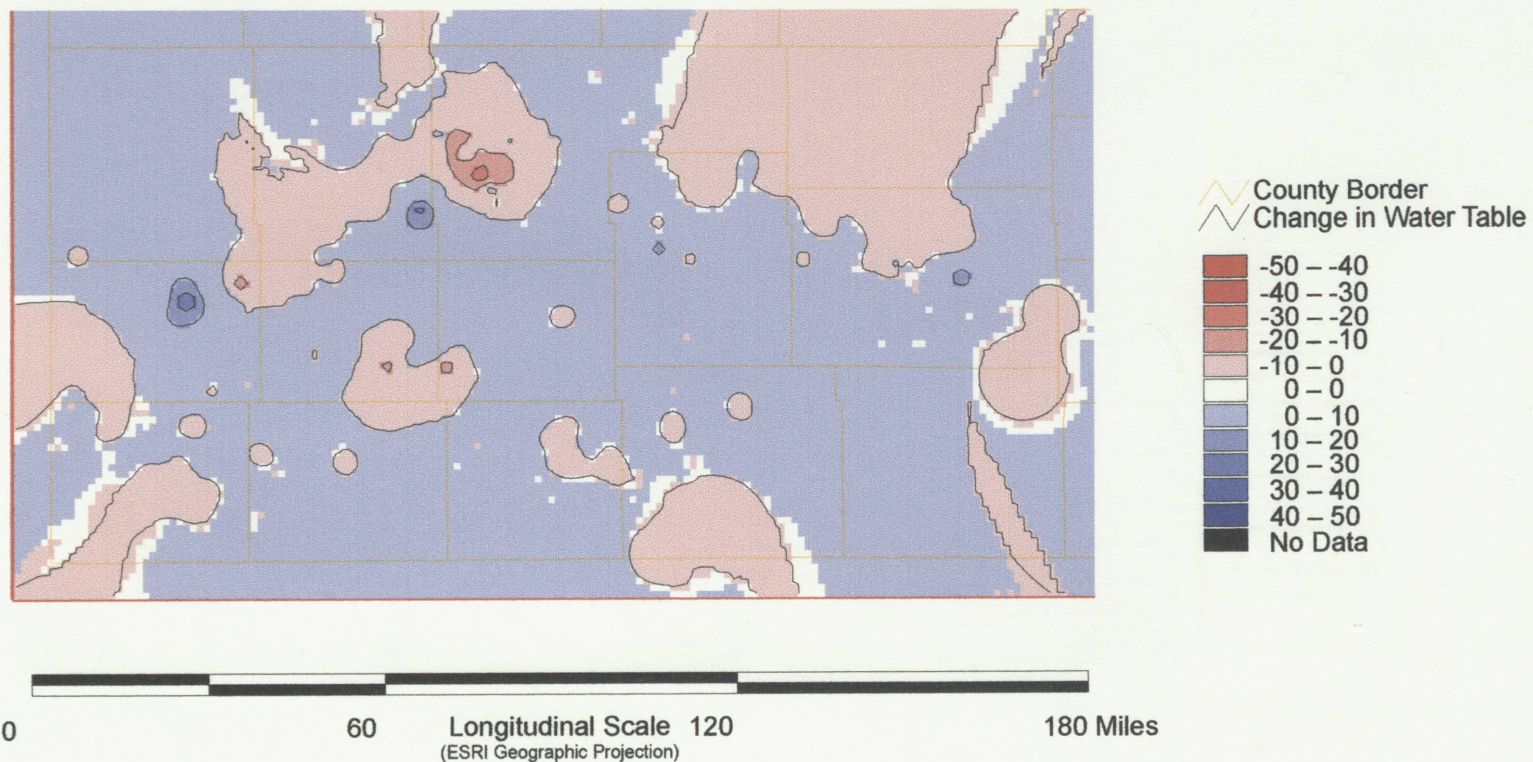 County Border
Change in Water Table
-50 – -40
-40 – -30
-30 – -20
-20 – -10
-10 – 0
0 – 0
0 – 10
10 – 20
20 – 30
30 – 40
40 – 50
No Data
0 60 Longitudinal Scale 120 180 Miles
(ESRI Geographic Projection)